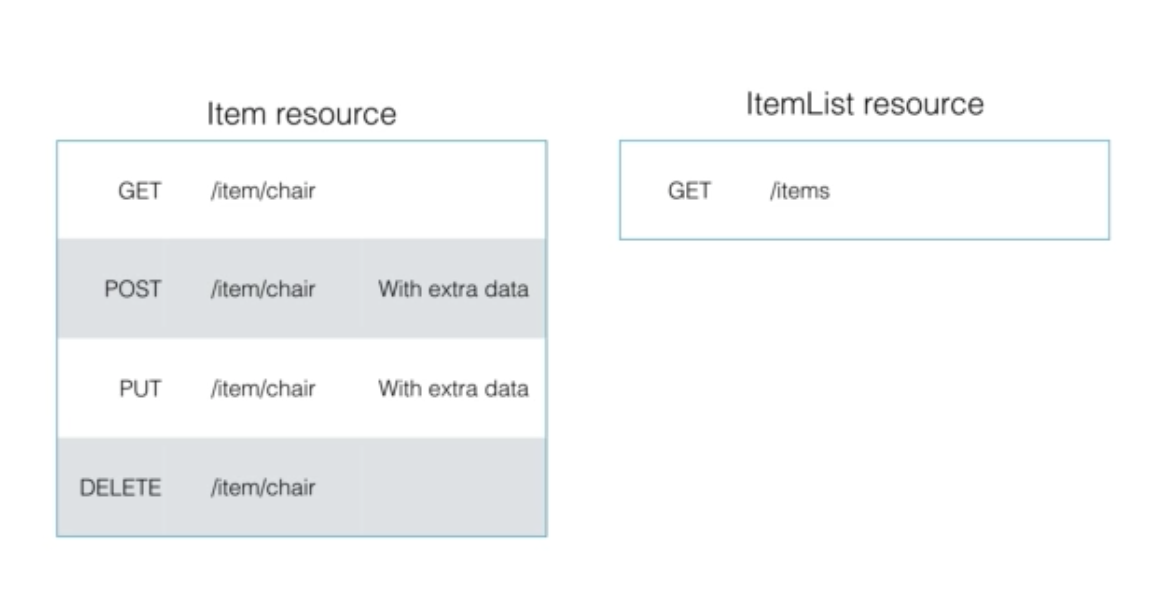 Item resource
GET /item/chair
POST /item/chair With extra data
PUT /item/chair With extra data
DELETE /item/chair
ItemList resource
GET /items